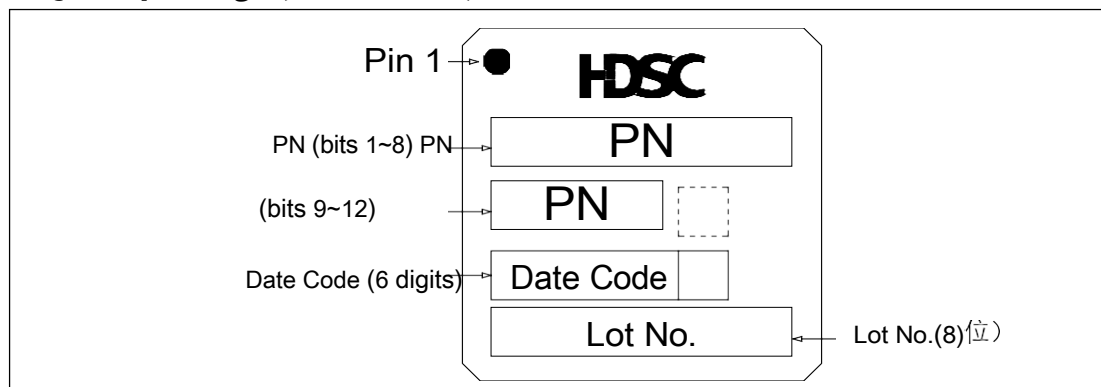 Pin 1
HDSC
PN (bits 1~8) PN
PN
(bits 9~12)
PN
Date Code (6 digits)
Date Code
Lot No.
Lot No.(8)位）